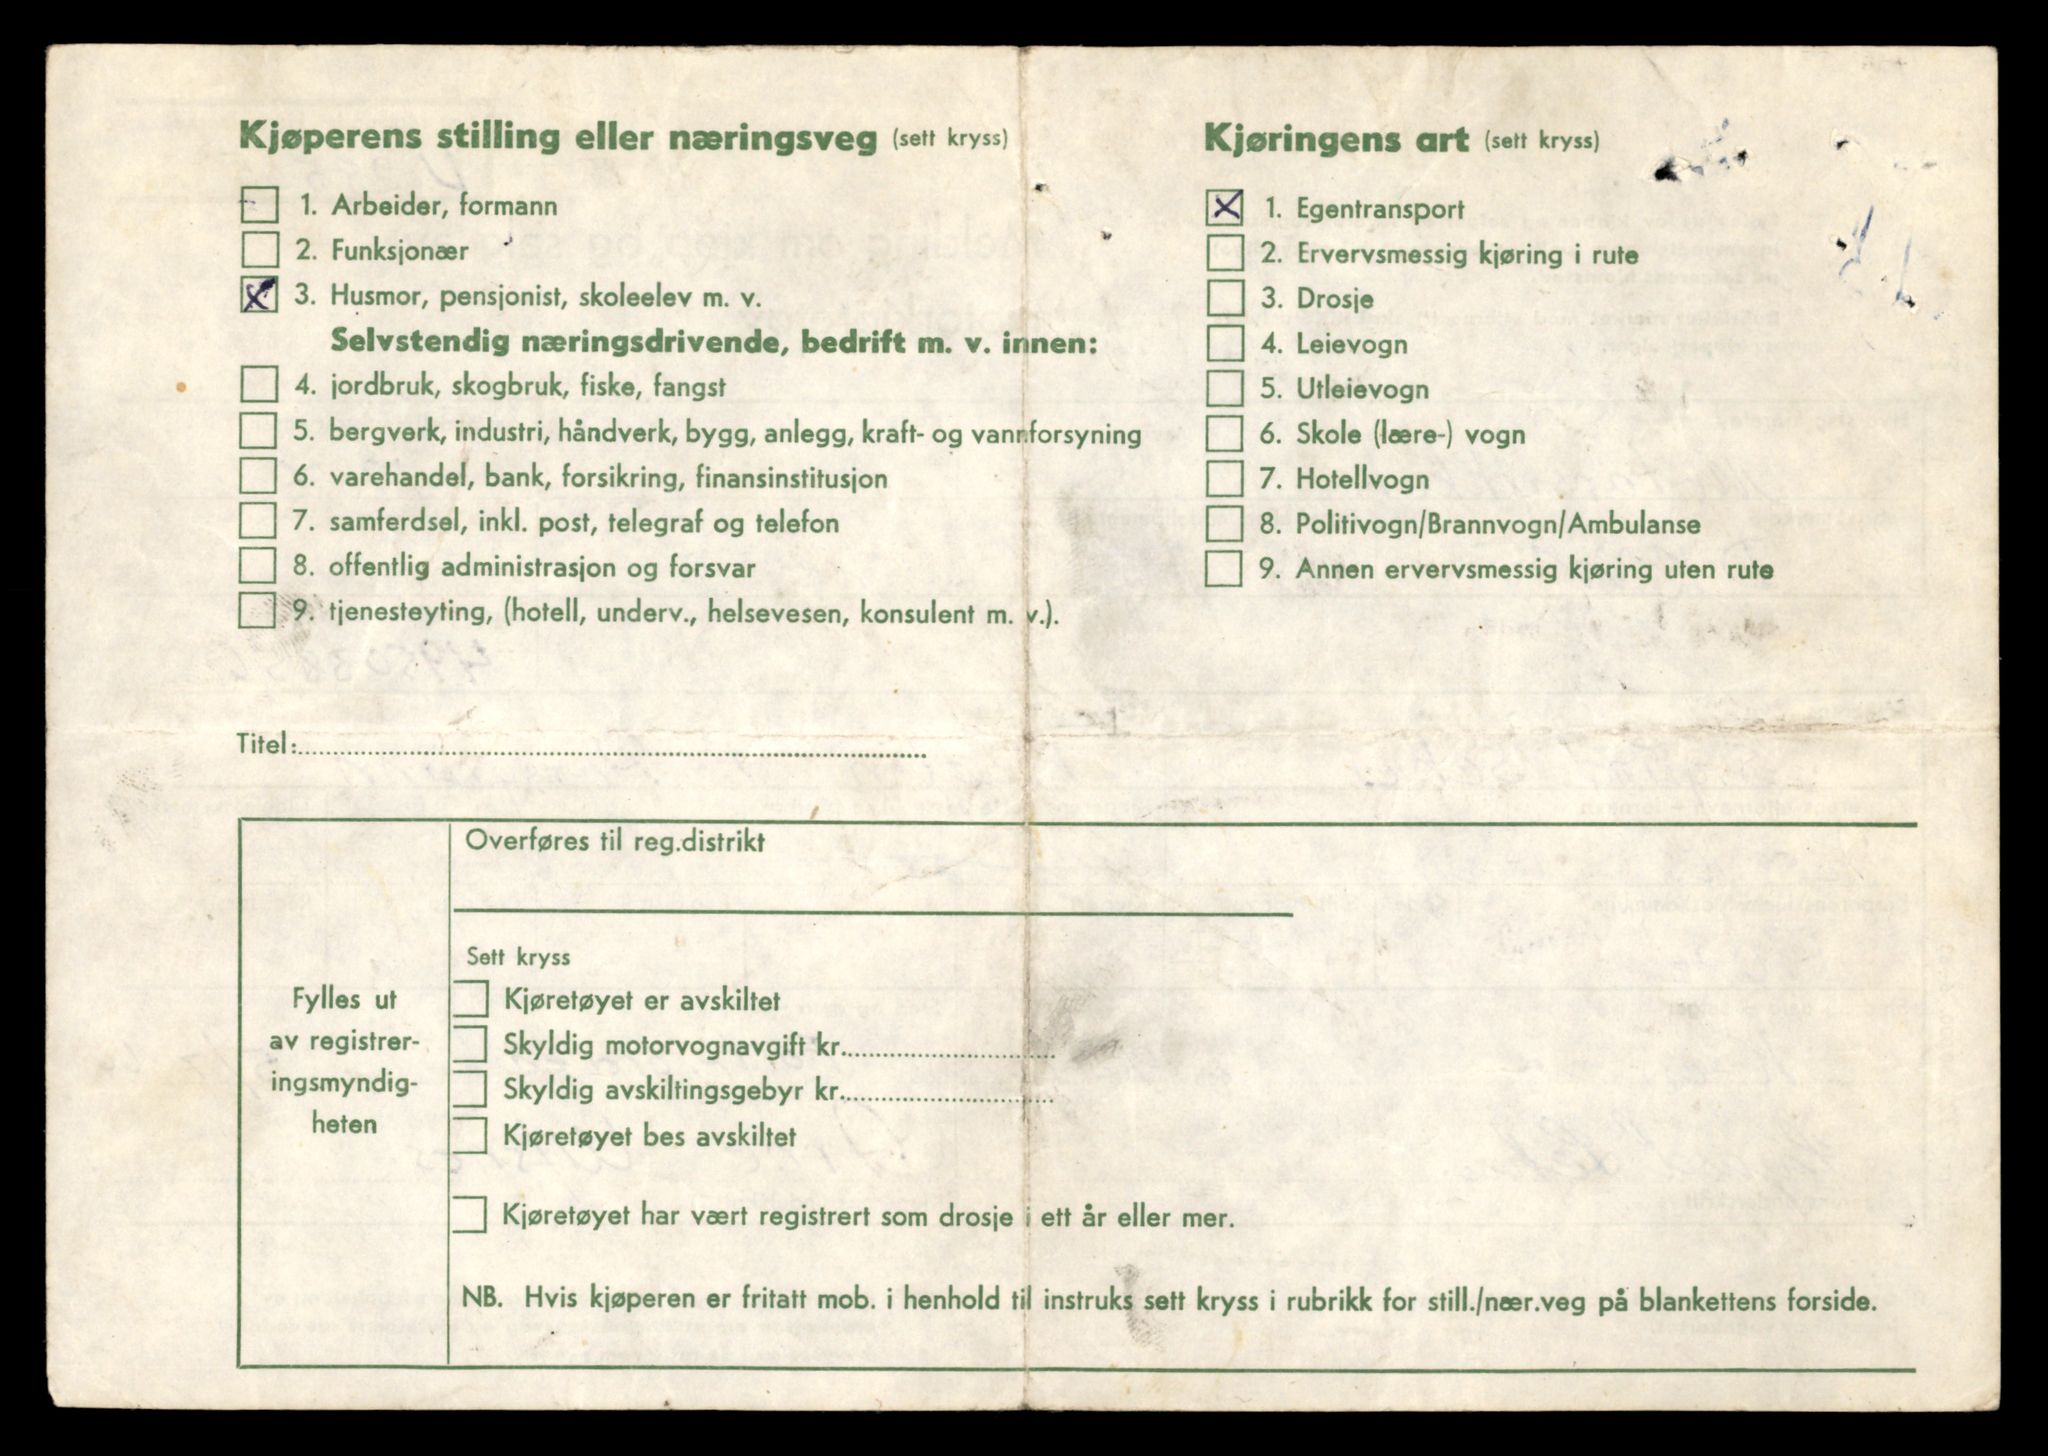 Kjøperens stilling eller næringsveg (sett kryss)
1. Arbeider, formann
2. Funksjonær
X 3. Husmor, pensjonist, skoleelev m. v.
Selvstendig næringsdrivende, bedrift m. v. innen:
4. jordbruk, skogbruk, fiske, fangst
5. bergverk, industri, håndverk, bygg, anlegg, kraft- og vannforsyning
6. varehandel, bank, forsikring, finansinstitusjon
7. samferdsel, inkl. post, telegraf og telefon
8. offentlig administrasjon og forsvar
9. tjenesteyting, (hotell, underv., helsevesen, konsulent m. v.).
Kjøringens art (sett kryss)
X 1. Egentransport
2. Ervervsmessig kjøring i rute
3. Drosje
4. Leievogn
5. Utleievogn
6. Skole (lære-) vogn
7. Hotellvogn
8. Politivogn/Brannvogn/Ambulanse
9. Annen ervervsmessig kjøring uten rute
Titel:
Fylles ut
av registrer-
ingsmyndig-
heten
Overføres til reg.distrikt
Sett kryss
Kjøretøyet er avskiltet
Skyldig motorvognavgift kr.
Skyldig avskiltingsgebyr kr.
Kjøretøyet bes avskiltet
Kjøretøyet har vært registrert som drosje i ett år eller mer.
NB. Hvis kjøperen er fritatt mob. i henhold til instruks sett kryss i rubrikk for still./nær.veg på blankettens forside.